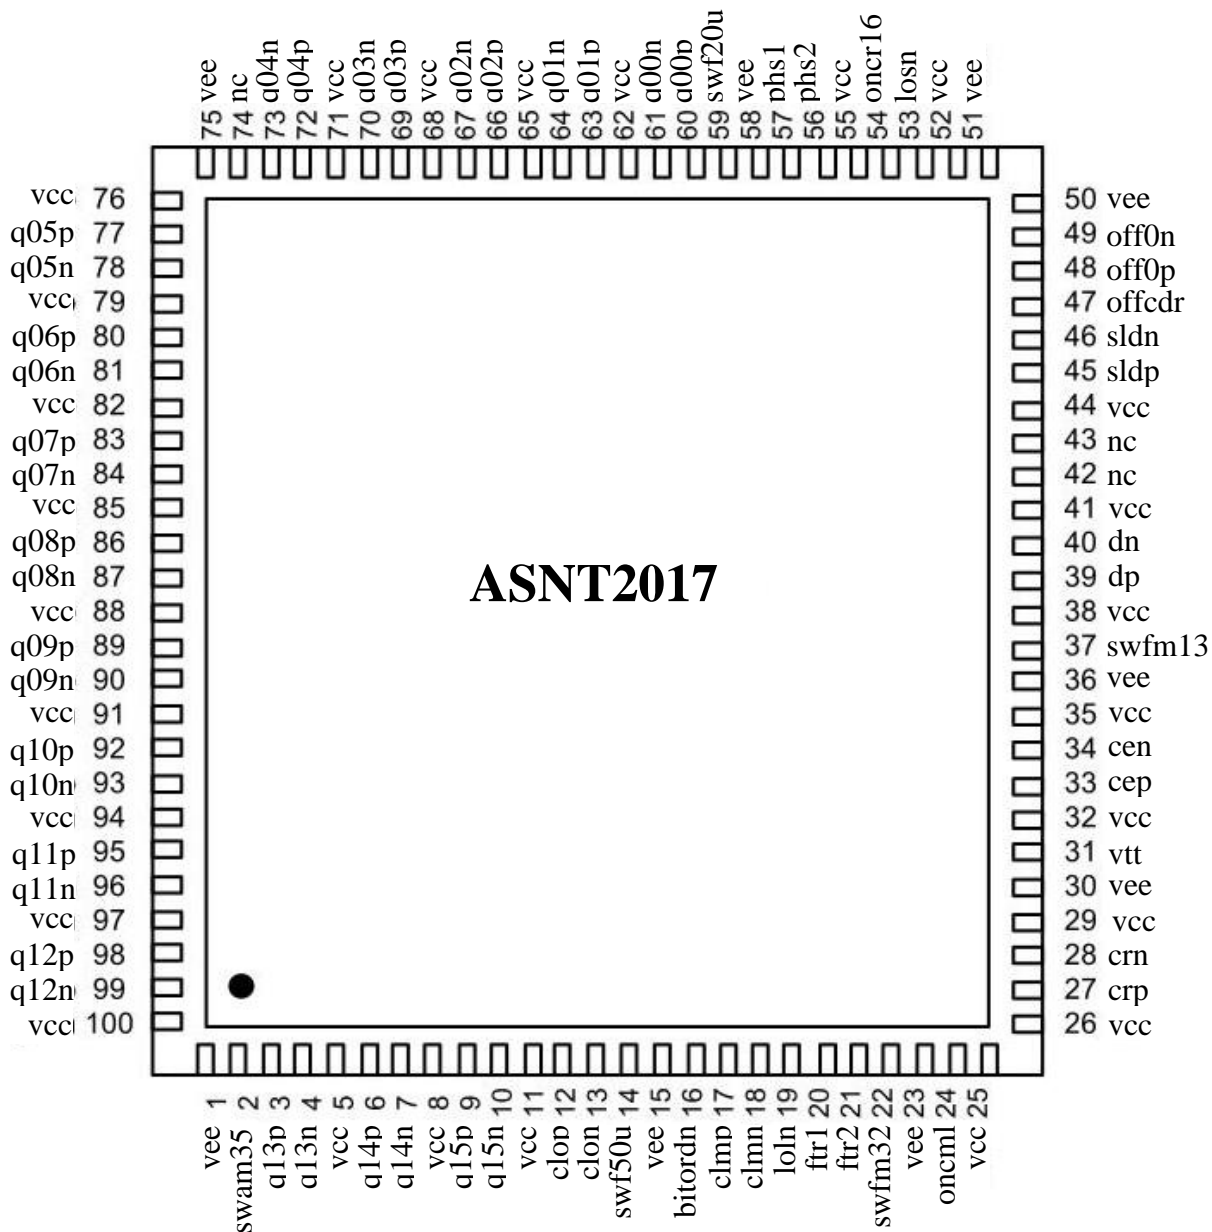 75 vee
74 nc
73 q04n
72 q04p
71 vcc
70 q03n
69 q03p
68 vcc
67 q02n
66 q02p
65 vcc
64 q01n
63 q01p
62 vcc
61 q00n
60 q00p
59 swf20u
58 vee
57 phs1
56 phs2
55 vcc
54 oncr16
53 losn
52 vcc
51 vee
vcc 76
q05p 77
q05n 78
vcc 79
q06p 80
q06n 81
vcc 82
q07p 83
q07n 84
vcc 85
q08p 86
q08n 87
vcc 88
q09p 89
q09n 90
vcc 91
q10p 92
q10n 93
vcc 94
q11p 95
q11n 96
vcc 97
q12p 98
q12n 99
vcc 100
ASNT2017
50 vee
49 off0n
48 off0p
47 offcdr
46 sldn
45 sldp
44 vcc
43 nc
42 nc
41 vcc
40 dn
39 dp
38 vcc
37 swfm13
36 vee
35 vcc
34 cen
33 cep
32 vcc
31 vtt
30 vee
29 vcc
28 crn
27 crp
26 vcc
vee 1
swam35 2
q13p 3
q13n 4
vcc 5
q14p 6
q14n 7
vcc 8
q15p 9
q15n 10
vcc 11
clop 12
clon 13
swf50u 14
vee 15
bitordn 16
clmp 17
clmn 18
loln 19
ftr1 20
ftr2 21
swfm32 22
vee 23
oncml 24
vcc 25